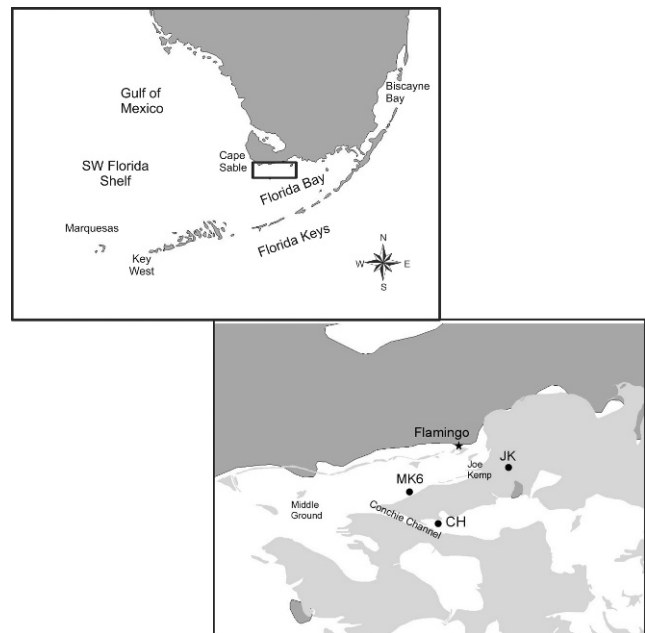 Gulf of
Mexico
Biscayne
Bay
Cape
Sable
SW Florida
Shelf
Florida Bay
Marquesas
Florida Keys
Key
West
N
W
E
S
Flamingo
JK
Joe
Kemp
MK6
Middle
Ground
Conchie Channel
CH